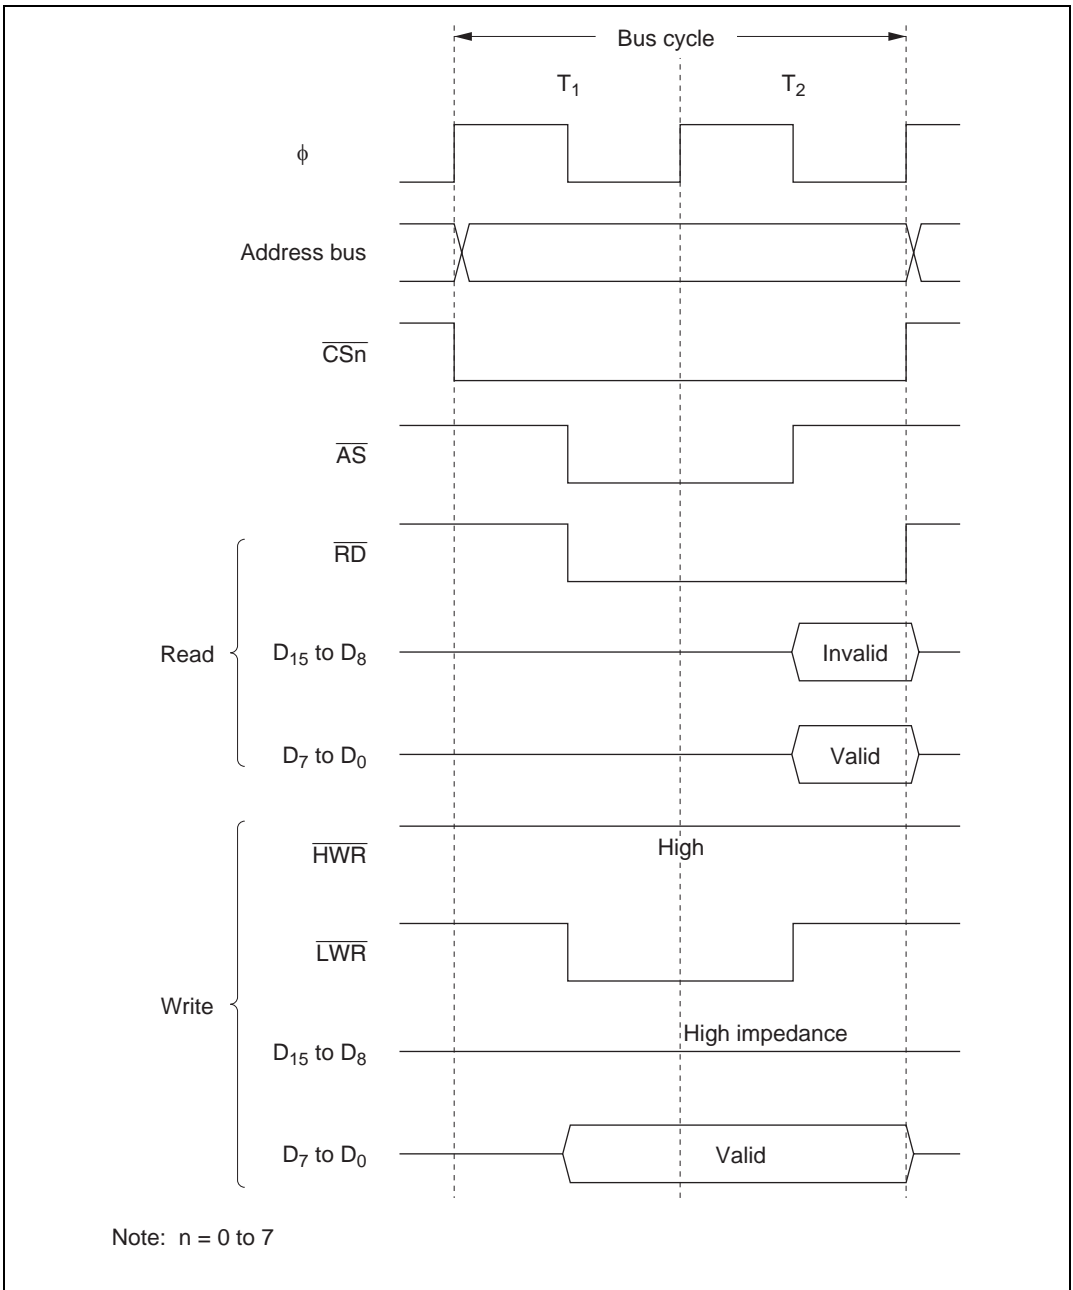 Bus cycle
T1 T2
ϕ
Address bus
CSn
AS
RD
Read D15 to D8 Invalid
D7 to D0 Valid
HWR High
LWR
Write
D15 to D8 High impedance
D7 to D0 Valid
Note: n = 0 to 7